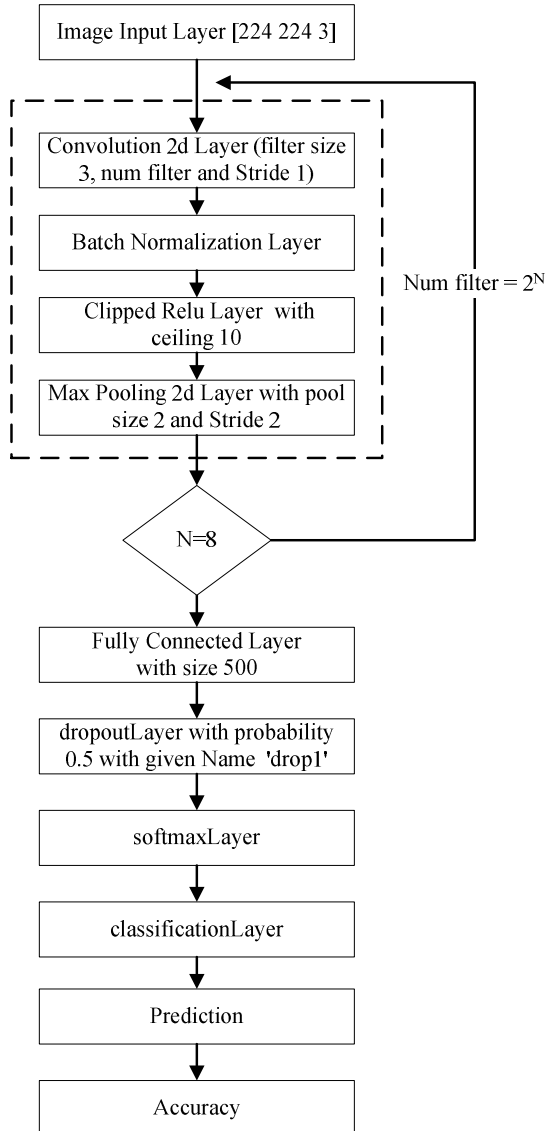 Image Input Layer [224 224 3]
Convolution 2d Layer (filter size
3, num filter and Stride 1)
Batch Normalization Layer
Clipped Relu Layer with
ceiling 10
Max Pooling 2d Layer with pool
size 2 and Stride 2
Num filter = 2ᴺ
N=8
Fully Connected Layer
with size 500
dropoutLayer with probability
0.5 with given Name 'drop1'
softmaxLayer
classificationLayer
Prediction
Accuracy